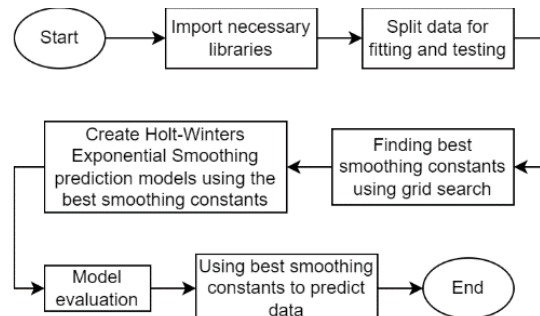 Start
Import necessary
libraries
Split data for
fitting and testing
Create Holt-Winters
Exponential Smoothing
prediction models using the
best smoothing constants
Finding best
smoothing constants
using grid search
Model
evaluation
Using best smoothing
constants to predict
data
End